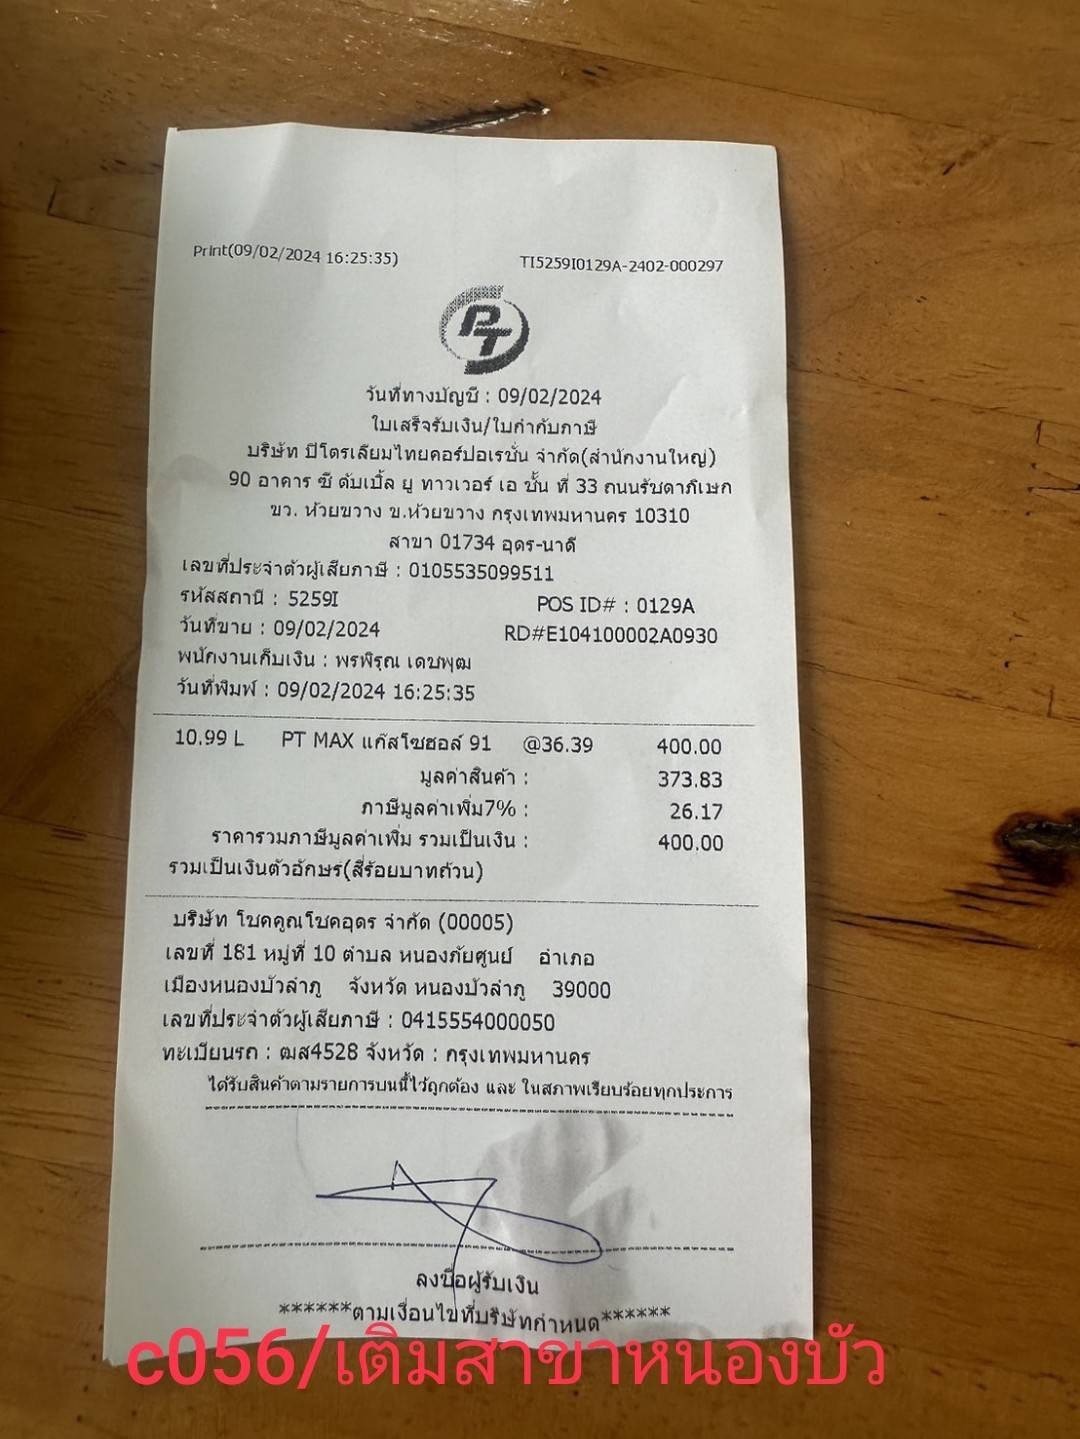 Print(09/02/2024 16:25:35) TI5259I0129A-2402-000297
PT
วันที่ทางบัญชี : 09/02/2024
ใบเสร็จรับเงิน/ใบกำกับภาษี
บริษัท ปิโตรเลียมไทยคอร์ปอเรชั่น จำกัด(สำนักงานใหญ่)
90 อาคาร ซี ดับเบิ้ล ยู ทาวเวอร์ เอ ชั้น ที่ 33 ถนนรัชดาภิเษก
ขว. ห้วยขวาง ข.ห้วยขวาง กรุงเทพมหานคร 10310
สาขา 01734 อุดร-นาดี
เลขที่ประจำตัวผู้เสียภาษี : 0105535099511
รหัสสถานี : 5259I POS ID# : 0129A
วันที่ขาย : 09/02/2024 RD#E104100002A0930
พนักงานเก็บเงิน : พรพิรุณ เดชพุฒ
วันที่พิมพ์ : 09/02/2024 16:25:35
10.99 L PT MAX แก๊สโซฮอล์ 91 @36.39 400.00
มูลค่าสินค้า : 373.83
ภาษีมูลค่าเพิ่ม7% : 26.17
ราคารวมภาษีมูลค่าเพิ่ม รวมเป็นเงิน : 400.00
รวมเป็นเงินตัวอักษร(สี่ร้อยบาทถ้วน)
บริษัท โชคคูณโชคอุดร จำกัด (00005)
เลขที่ 181 หมู่ที่ 10 ตำบล หนองภัยศูนย์ อำเภอ
เมืองหนองบัวลำภู จังหวัด หนองบัวลำภู 39000
เลขที่ประจำตัวผู้เสียภาษี : 0415554000050
ทะเบียนรถ : ฒส4528 จังหวัด : กรุงเทพมหานคร
ได้รับสินค้าตามรายการบนนี้ไว้ถูกต้อง และ ในสภาพเรียบร้อยทุกประการ
ลงชื่อผู้รับเงิน
******ตามเงื่อนไขที่บริษัทกำหนด******
c056/เติมสาขาหนองบัว